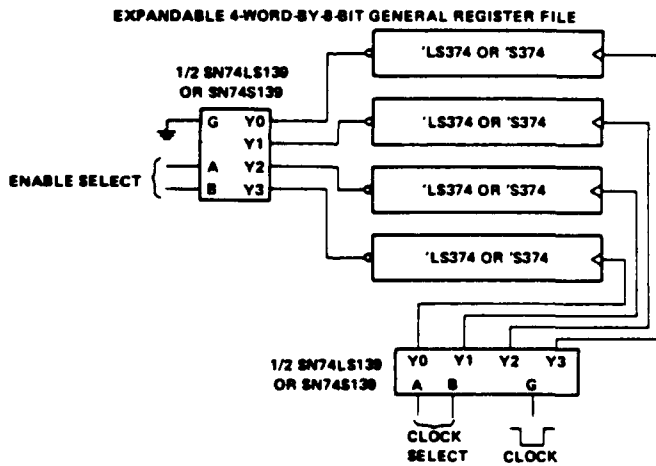 EXPANDABLE 4-WORD-BY-8-BIT GENERAL REGISTER FILE
1/2 SN74LS139
OR SN74S139
'LS374 OR 'S374
G Y0
Y1
A Y2
B Y3
ENABLE SELECT
'LS374 OR 'S374
'LS374 OR 'S374
'LS374 OR 'S374
1/2 SN74LS139
OR SN74S139
Y0 Y1 Y2 Y3
A B G
CLOCK
SELECT
CLOCK